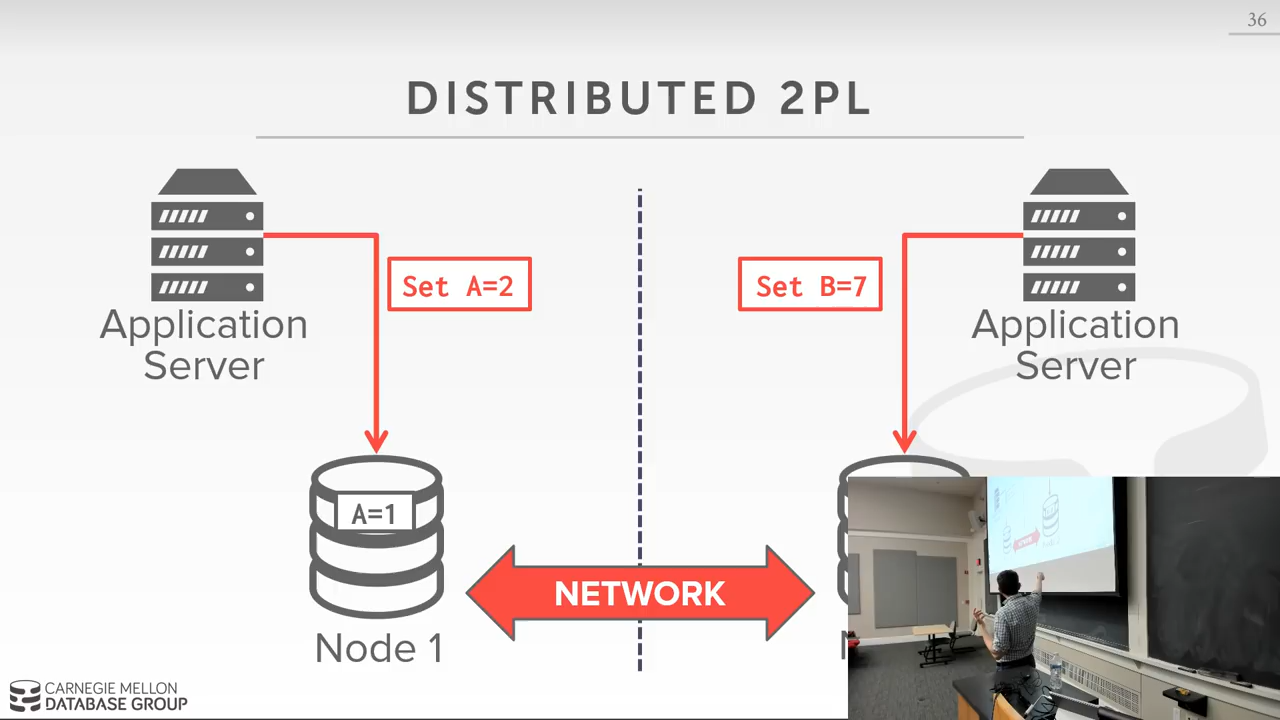 36
DISTRIBUTED 2PL
Set A=2
Set B=7
Application
Server
Application
Server
A=1
NETWORK
Node 1
CARNEGIE MELLON
DATABASE GROUP